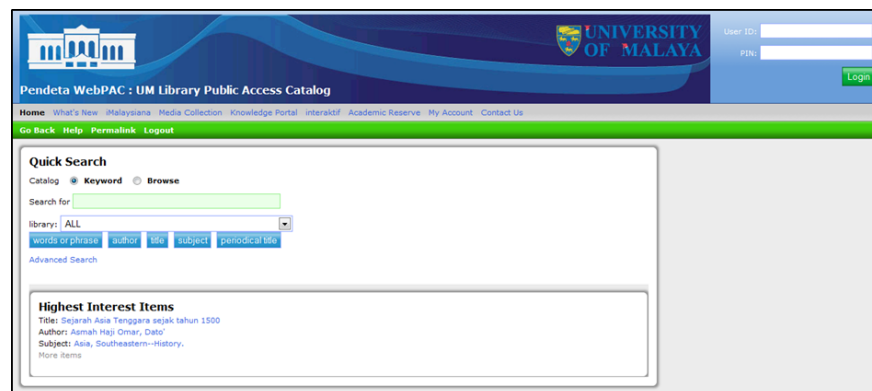 UNIVERSITY
OF MALAYA
User ID:
PIN:
Login
Pendeta WebPAC : UM Library Public Access Catalog
Home What's New iMalaysiana Media Collection Knowledge Portal interaktif Academic Reserve My Account Contact Us
Go Back Help Permalink Logout
Quick Search
Catalog Keyword Browse
Search for
library: ALL
words or phrase author title subject periodical title
Advanced Search
Highest Interest Items
Title: Sejarah Asia Tenggara sejak tahun 1500
Author: Asmah Haji Omar, Dato'
Subject: Asia, Southeastern--History.
More items